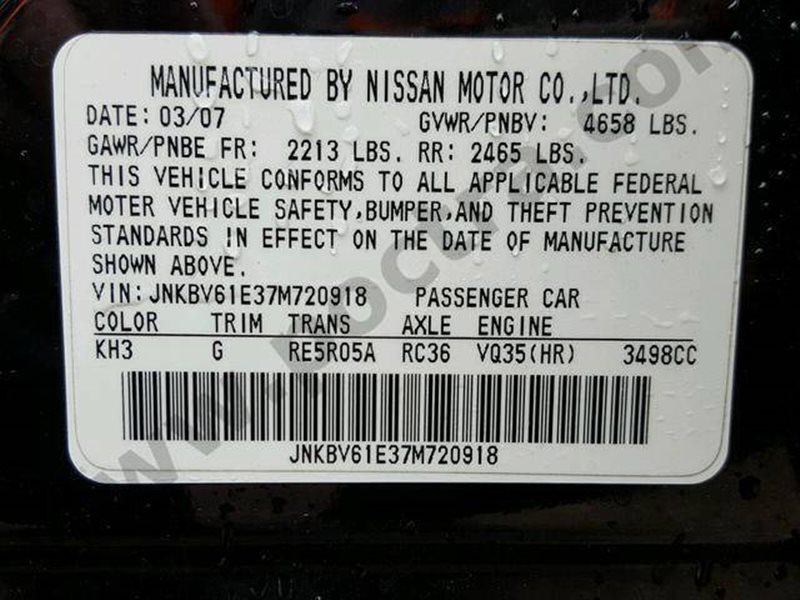 MANUFACTURED BY NISSAN MOTOR CO.,LTD.
DATE: 03/07 GVWR/PNBV: 4658 LBS.
GAWR/PNBE FR: 2213 LBS. RR: 2465 LBS.
THIS VEHICLE CONFORMS TO ALL APPLICABLE FEDERAL
MOTER VEHICLE SAFETY,BUMPER,AND THEFT PREVENTION
STANDARDS IN EFFECT ON THE DATE OF MANUFACTURE
SHOWN ABOVE.
VIN: JNKBV61E37M720918 PASSENGER CAR
COLOR TRIM TRANS AXLE ENGINE
KH3 G RE5R05A RC36 VQ35(HR) 3498CC
JNKBV61E37M720918